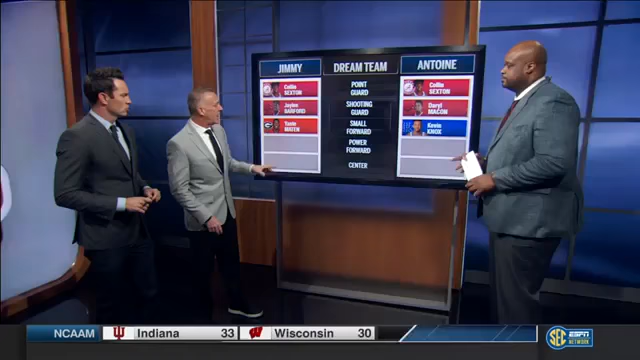 JIMMY DREAM TEAM ANTOINE
Collin SEXTON POINT GUARD Collin SEXTON
Jaylen BARFORD SHOOTING GUARD Daryl MACON
Yante MATEN SMALL FORWARD Kevin KNOX
POWER FORWARD
CENTER
NCAAM Indiana 33 W Wisconsin 30
SEC ESPN NETWORK